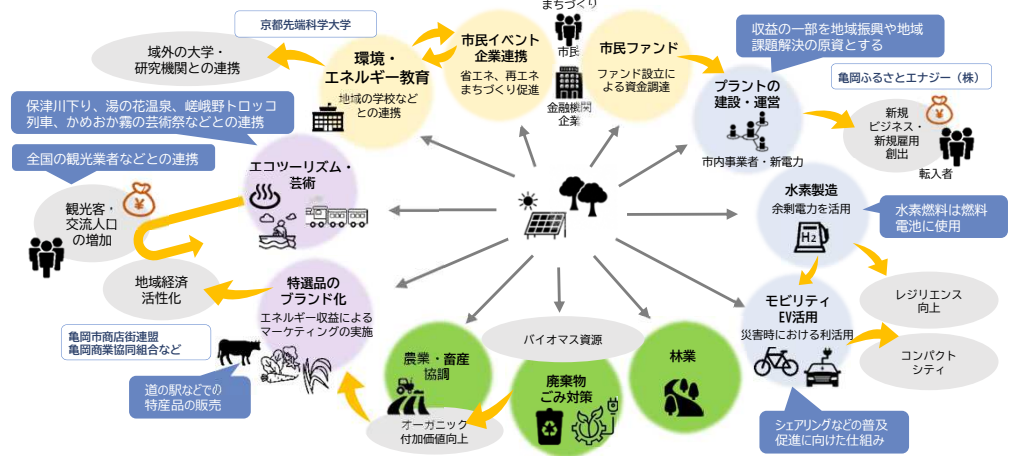 まちづくり
市民
金融機関
企業
京都先端科学大学
域外の大学・
研究機関との連携
環境・
エネルギー教育
地域の学校など
との連携
市民イベント
企業連携
省エネ、再エネ
まちづくり促進
市民ファンド
ファンド設立に
よる資金調達
収益の一部を地域振興や地域
課題解決の原資とする
プラントの
建設・運営
市内事業者・新電力
亀岡ふるさとエナジー（株）
新規
ビジネス・
新規雇用
創出
転入者
保津川下り、湯の花温泉、嵯峨野トロッコ
列車、かめおか霧の芸術祭などとの連携
全国の観光業者などとの連携
エコツーリズム・
芸術
観光客・
交流人口
の増加
地域経済
活性化
水素製造
余剰電力を活用
H2
水素燃料は燃料
電池に使用
特選品の
ブランド化
エネルギー収益による
マーケティングの実施
亀岡市商店街連盟
亀岡商業協同組合など
道の駅などでの
特産品の販売
モビリティ
EV活用
災害時における利活用
レジリエンス
向上
コンパクト
シティ
シェアリングなどの普及
促進に向けた仕組み
農業・畜産
協調
オーガニック
付加価値向上
バイオマス資源
廃棄物
ごみ対策
林業